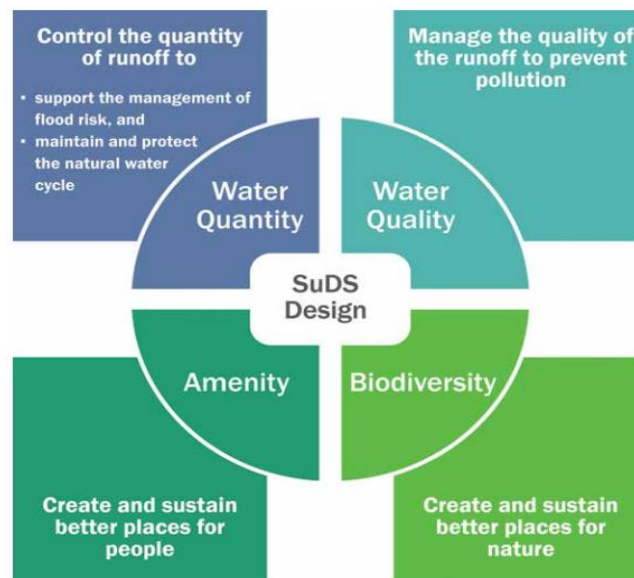 Control the quantity
of runoff to
• support the management of
flood risk, and
• maintain and protect
the natural water
cycle
Water
Quantity
Manage the quality of
the runoff to prevent
pollution
Water
Quality
SuDS
Design
Amenity
Create and sustain
better places for
people
Biodiversity
Create and sustain
better places for
nature